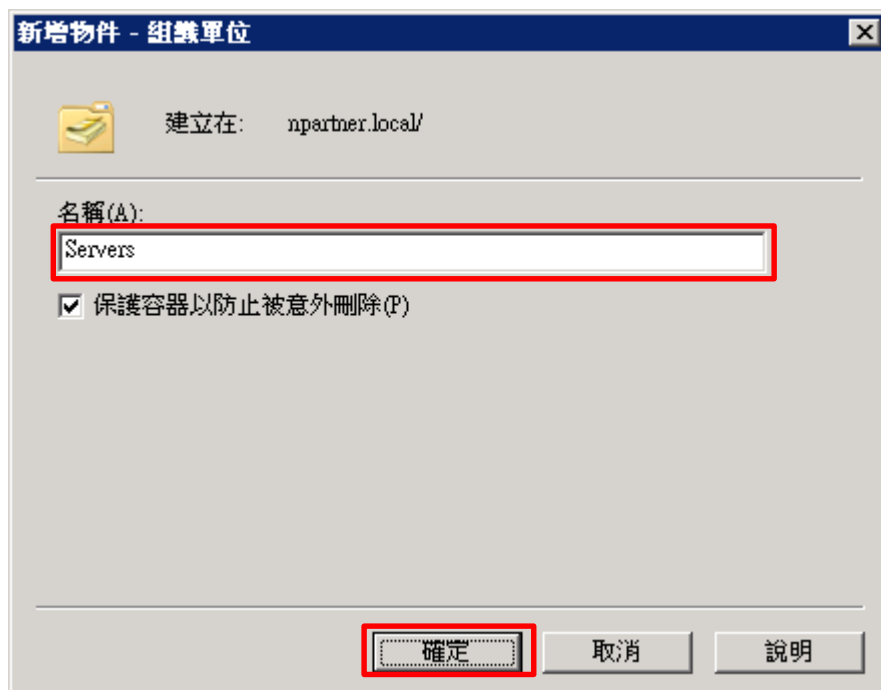 新增物件 - 組織單位
建立在: npartner.local/
名稱(A):
Servers
保護容器以防止被意外刪除(P)
確定 取消 說明